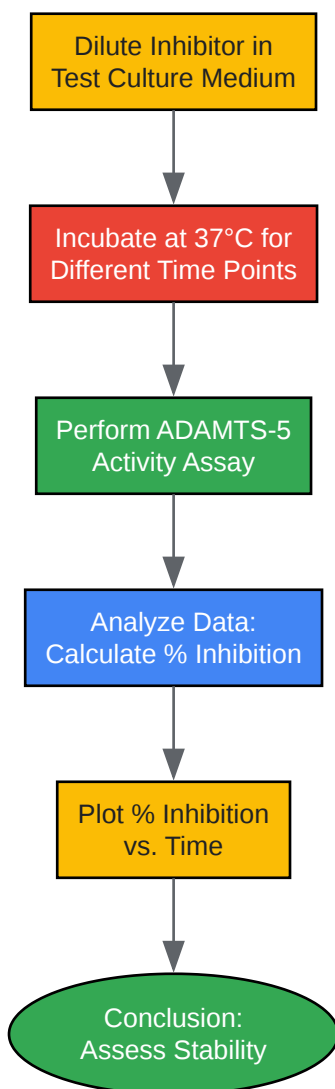 Dilute Inhibitor in
Test Culture Medium
Incubate at 37°C for
Different Time Points
Perform ADAMTS-5
Activity Assay
Analyze Data:
Calculate % Inhibition
Plot % Inhibition
vs. Time
Conclusion:
Assess Stability